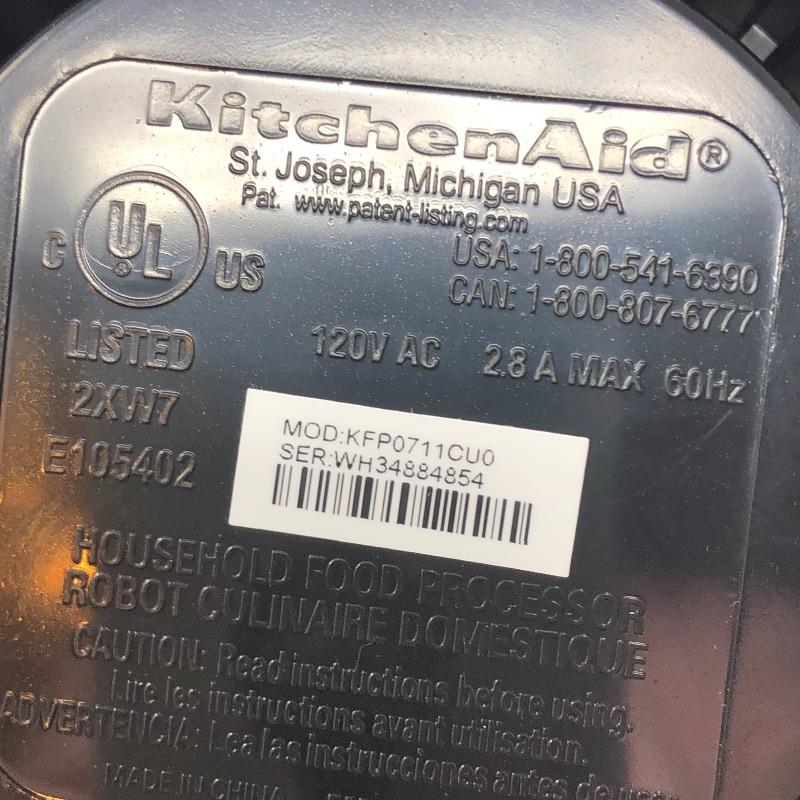 KitchenAid®
St. Joseph, Michigan USA
Pat. www.patent-listing.com
USA: 1-800-541-6390
CAN: 1-800-807-6777
C UL® US
LISTED
2XW7
E105402
120V AC 2.8 A MAX 60Hz
MOD:KFP0711CU0
SER:WH34884854
HOUSEHOLD FOOD PROCESSOR
ROBOT CULINAIRE DOMESTIQUE
CAUTION: Read instructions before using.
Lire les instructions avant utilisation.
ADVERTENCIA: Lea las instrucciones antes de usar
MADE IN CHINA